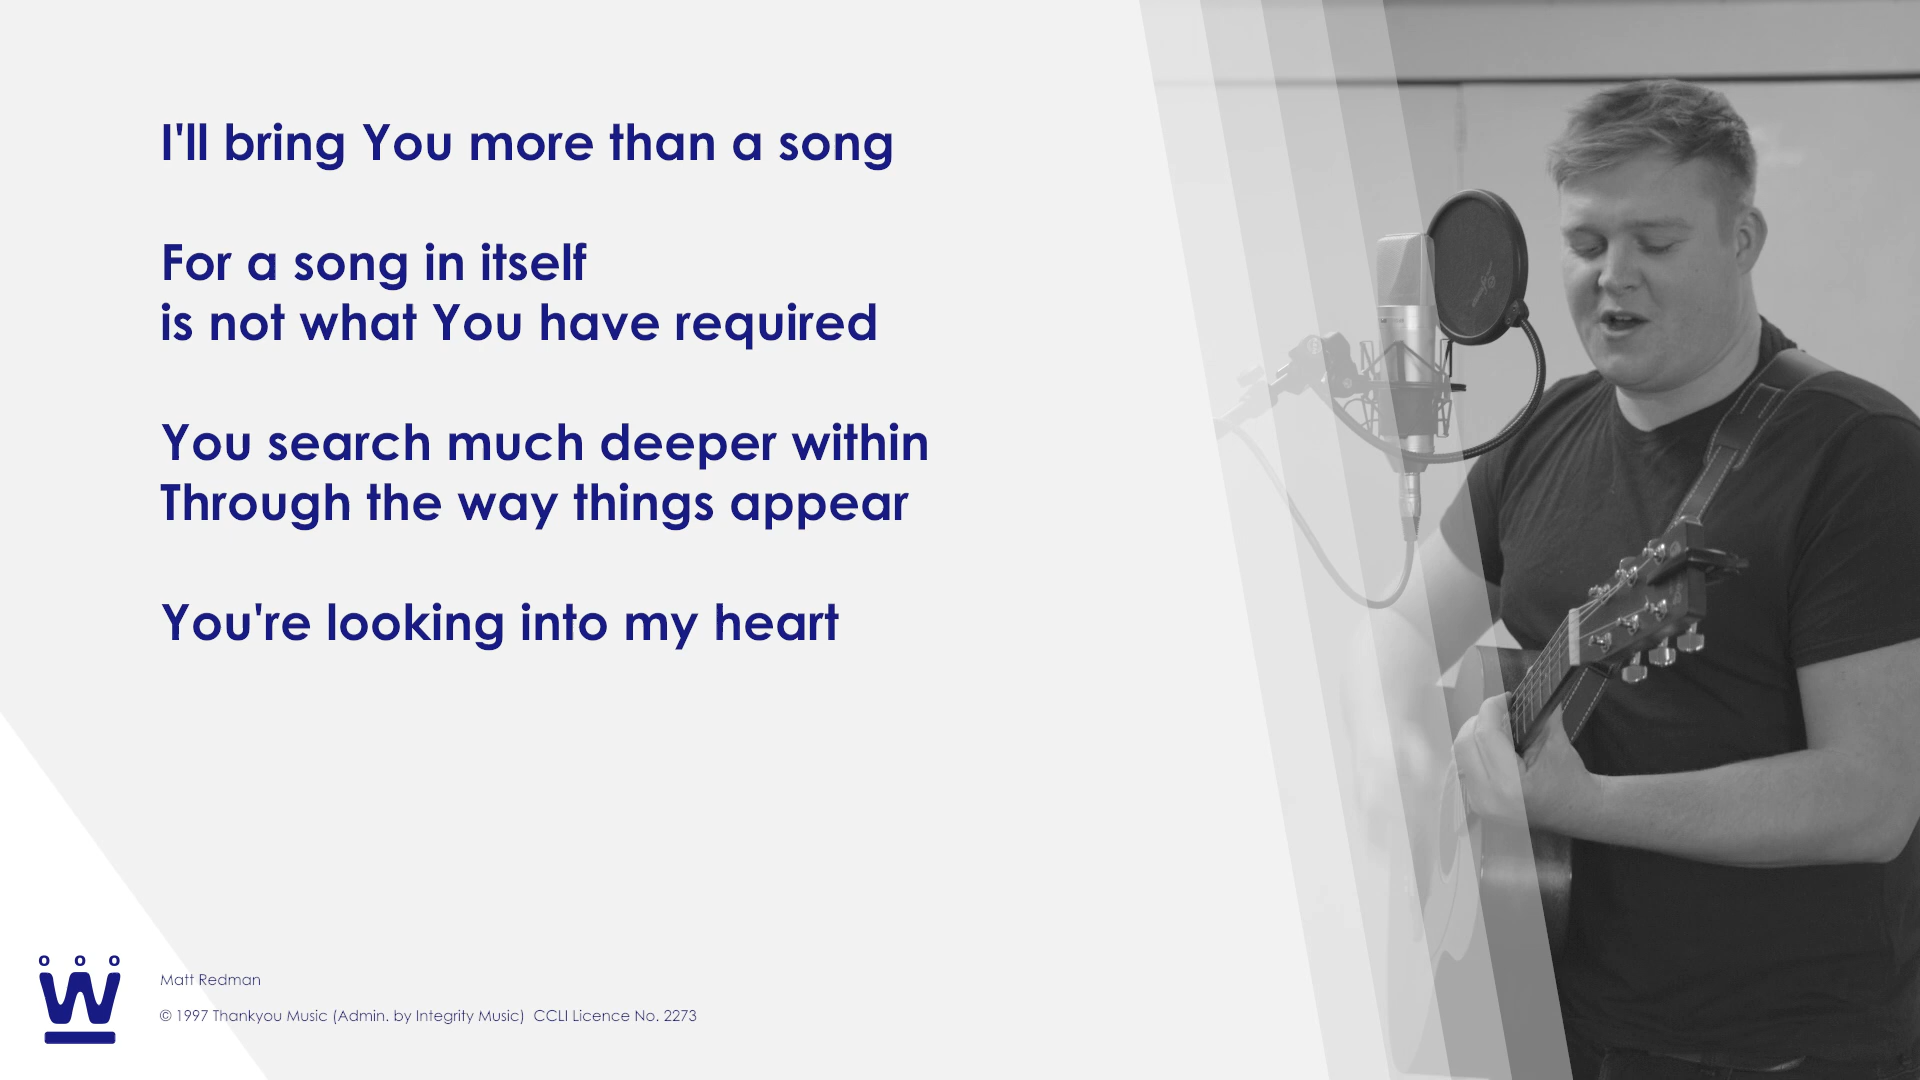 I'll bring You more than a song
For a song in itself
is not what You have required
You search much deeper within
Through the way things appear
You're looking into my heart
W
Matt Redman
© 1997 Thankyou Music (Admin. by Integrity Music)  CCLI Licence No. 2273